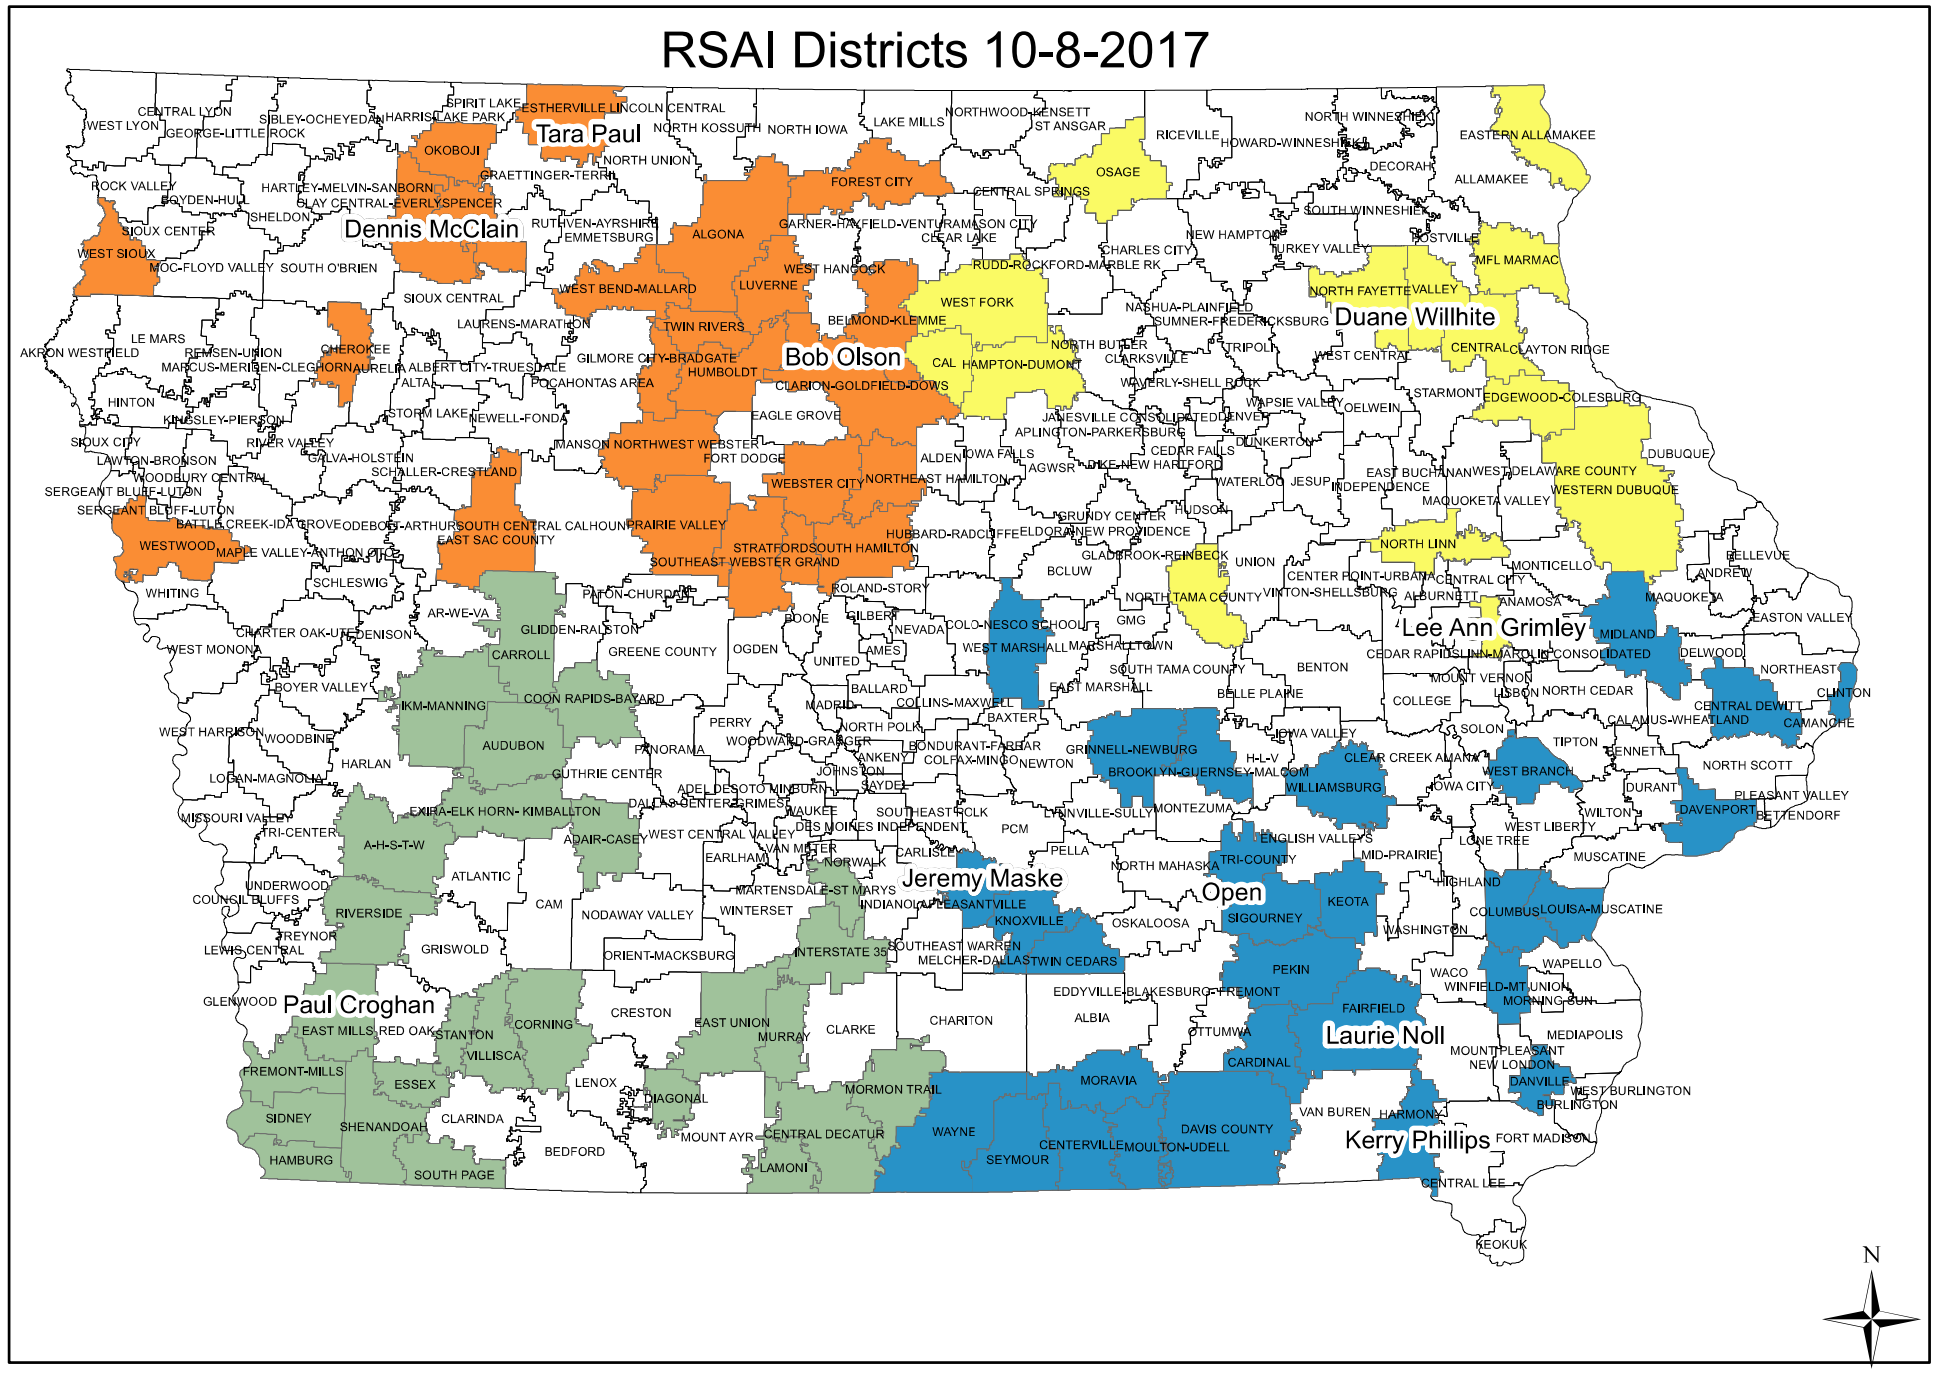 RSAI Districts 10-8-2017
CENTRAL LYON
WEST LYON
GEORGE-LITTLE ROCK
SIBLEY-OCHEYEDAN
HARRIS-LAKE PARK
SPIRIT LAKE
ESTHERVILLE LINCOLN CENTRAL
Tara Paul
NORTH KOSSUTH
NORTH IOWA
LAKE MILLS
NORTHWOOD-KENSETT
ST ANSGAR
RICEVILLE
NORTH WINNESHIEK
HOWARD-WINNESHIEK
EASTERN ALLAMAKEE
OKOBOJI
NORTH UNION
DECORAH
ALLAMAKEE
ROCK VALLEY
BOYDEN-HULL
HARTLEY-MELVIN-SANBORN
GRAETTINGER-TERRIL
FOREST CITY
CENTRAL SPRINGS
OSAGE
SHELDON
CLAY CENTRAL-EVERLY
SPENCER
Dennis McClain
RUTHVEN-AYRSHIRE
EMMETSBURG
ALGONA
GARNER-HAYFIELD-VENTURA
MASON CITY
CLEAR LAKE
CHARLES CITY
NEW HAMPTON
SOUTH WINNESHIEK
TURKEY VALLEY
POSTVILLE
MFL MARMAC
SIOUX CENTER
WEST SIOUX
MOC-FLOYD VALLEY
SOUTH O'BRIEN
SIOUX CENTRAL
WEST BEND-MALLARD
LUVERNE
WEST HANCOCK
RUDD-ROCKFORD-MARBLE RK
WEST FORK
NORTH FAYETTE
VALLEY
Duane Willhite
NASHUA-PLAINFIELD
SUMNER-FREDERICKSBURG
LE MARS
LAURENS-MARATHON
TWIN RIVERS
BELMOND-KLEMME
AKRON WESTFIELD
REMSEN-UNION
MARCUS-MERIDEN-CLEGHORN
CHEROKEE
AURELIA
ALTA
ALBERT CITY-TRUESDALE
GILMORE CITY-BRADGATE
HUMBOLDT
Bob Olson
CAL
HAMPTON-DUMONT
NORTH BUTLER
CLARKSVILLE
TRIPOLI
WEST CENTRAL
CENTRAL
CLAYTON RIDGE
POCAHONTAS AREA
CLARION-GOLDFIELD-DOWS
WAVERLY-SHELL ROCK
WAPSIE VALLEY
OELWEIN
STARMONT
EDGEWOOD-COLESBURG
HINTON
KINGSLEY-PIERSON
STORM LAKE
NEWELL-FONDA
EAGLE GROVE
JANESVILLE CONSOLIDATED
DENVER
APLINGTON-PARKERSBURG
SIOUX CITY
RIVER VALLEY
MANSON NORTHWEST WEBSTER
FORT DODGE
ALDEN
IOWA FALLS
CEDAR FALLS
DUNKERTON
DUBUQUE
LAWTON-BRONSON
WOODBURY CENTRAL
GALVA-HOLSTEIN
SCHALLER-CRESTLAND
AGWSR
DIKE-NEW HARTFORD
EAST BUCHANAN
WEST DELAWARE COUNTY
SERGEANT BLUFF-LUTON
SERGEANT BLUFF-LUTON
WEBSTER CITY
NORTHEAST HAMILTON
WATERLOO
JESUP
INDEPENDENCE
MAQUOKETA VALLEY
WESTERN DUBUQUE
BATTLE CREEK-IDA GROVE
ODEBOLT-ARTHUR
SOUTH CENTRAL CALHOUN
EAST SAC COUNTY
PRAIRIE VALLEY
HUBBARD-RADCLIFFE
GRUNDY CENTER
ELDORA-NEW PROVIDENCE
HUDSON
WESTWOOD
MAPLE VALLEY-ANTHON OTO
STRATFORD
SOUTH HAMILTON
SOUTHEAST WEBSTER GRAND
GLADBROOK-REINBECK
UNION
NORTH LINN
BELLEVUE
ANDREW
SCHLESWIG
BCLUW
CENTER POINT-URBANA
CENTRAL CITY
MONTICELLO
WHITING
AR-WE-VA
PATON-CHURDAN
ROLAND-STORY
NORTH TAMA COUNTY
VINTON-SHELLSBURG
ALBURNETT
ANAMOSA
MAQUOKETA
EASTON VALLEY
BOONE
GILBERT
NEVADA
COLO-NESCO SCHOOL
GMG
CHARTER OAK-UTE
DENISON
GLIDDEN-RALSTON
Lee Ann Grimley
MIDLAND
WEST MONONA
CARROLL
GREENE COUNTY
OGDEN
AMES
UNITED
WEST MARSHALL
MARSHALLTOWN
SOUTH TAMA COUNTY
BENTON
CEDAR RAPIDS
LINN-MAR
OLIN CONSOLIDATED
DELWOOD
NORTHEAST
BOYER VALLEY
COON RAPIDS-BAYARD
IKM-MANNING
BALLARD
COLLINS-MAXWELL
EAST MARSHALL
BELLE PLAINE
COLLEGE
MOUNT VERNON
LISBON
NORTH CEDAR
CLINTON
MADRID
BAXTER
CENTRAL DEWITT
CAMANCHE
WEST HARRISON
WOODBINE
PERRY
NORTH POLK
CALAMUS-WHEATLAND
AUDUBON
PANORAMA
WOODWARD-GRANGER
BONDURANT-FARRAR
IOWA VALLEY
SOLON
TIPTON
BENNETT
ANKENY
COLFAX-MINGO
NEWTON
GRINNELL-NEWBURG
H-L-V
CLEAR CREEK AMANA
NORTH SCOTT
LOGAN-MAGNOLIA
HARLAN
GUTHRIE CENTER
JOHNSTON
SAYDEL
BROOKLYN-GUERNSEY-MALCOM
WILLIAMSBURG
IOWA CITY
WEST BRANCH
DURANT
PLEASANT VALLEY
ADEL DESOTO MINBURN
DALLAS CENTER-GRIMES
WAUKEE
BETTENDORF
DAVENPORT
MISSOURI VALLEY
EXIRA-ELK HORN- KIMBALLTON
SOUTHEAST POLK
LYNNVILLE-SULLY
MONTEZUMA
WILTON
TRI-CENTER
ADAIR-CASEY
WEST CENTRAL VALLEY
DES MOINES INDEPENDENT
PCM
WEST LIBERTY
A-H-S-T-W
VAN METER
CARLISLE
PELLA
ENGLISH VALLEYS
LONE TREE
EARLHAM
NORWALK
NORTH MAHASKA
TRI-COUNTY
MID-PRAIRIE
MUSCATINE
UNDERWOOD
ATLANTIC
MARTENSDALE-ST MARYS
Jeremy Maske
Open
HIGHLAND
COUNCIL BLUFFS
CAM
NODAWAY VALLEY
WINTERSET
INDIANOLA
PLEASANTVILLE
KNOXVILLE
OSKALOOSA
SIGOURNEY
KEOTA
COLUMBUS
LOUISA-MUSCATINE
RIVERSIDE
TREYNOR
WASHINGTON
LEWIS CENTRAL
GRISWOLD
ORIENT-MACKSBURG
INTERSTATE 35
SOUTHEAST WARREN
MELCHER-DALLAS
TWIN CEDARS
PEKIN
WACO
WAPELLO
GLENWOOD
Paul Croghan
EDDYVILLE-BLAKESBURG-FREMONT
WINFIELD-MT UNION
MORNING SUN
EAST MILLS
RED OAK
STANTON
CORNING
CRESTON
EAST UNION
MURRAY
CLARKE
CHARITON
ALBIA
FAIRFIELD
OTTUMWA
Laurie Noll
MEDIAPOLIS
VILLISCA
CARDINAL
MOUNT PLEASANT
NEW LONDON
FREMONT-MILLS
ESSEX
LENOX
DIAGONAL
MORMON TRAIL
MORAVIA
DANVILLE
WEST BURLINGTON
BURLINGTON
SIDNEY
SHENANDOAH
CLARINDA
MOUNT AYR
CENTRAL DECATUR
WAYNE
DAVIS COUNTY
VAN BUREN
HARMONY
HAMBURG
BEDFORD
SEYMOUR
CENTERVILLE
MOULTON-UDELL
Kerry Phillips
FORT MADISON
SOUTH PAGE
LAMONI
CENTRAL LEE
KEOKUK
N